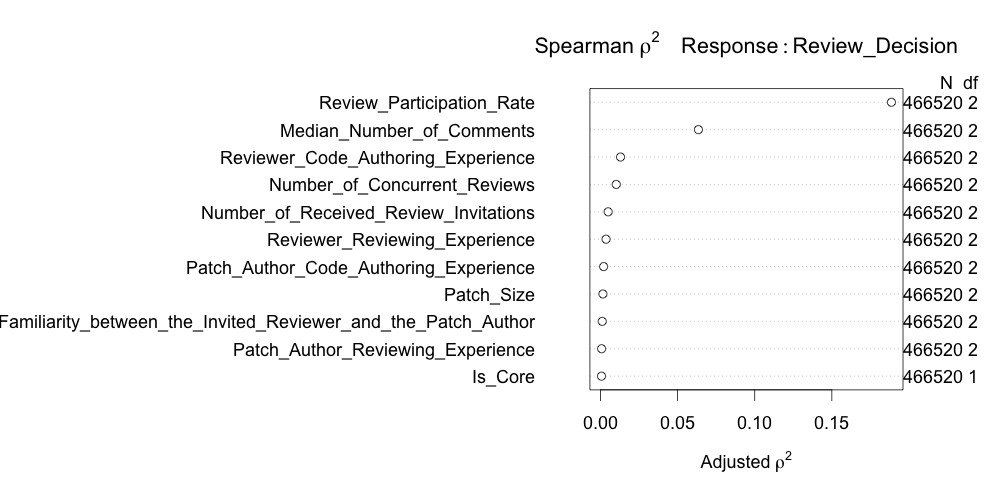 Spearman ρ² Response : Review_Decision
N df
Review_Participation_Rate 466520 2
Median_Number_of_Comments 466520 2
Reviewer_Code_Authoring_Experience 466520 2
Number_of_Concurrent_Reviews 466520 2
Number_of_Received_Review_Invitations 466520 2
Reviewer_Reviewing_Experience 466520 2
Patch_Author_Code_Authoring_Experience 466520 2
Patch_Size 466520 2
Familiarity_between_the_Invited_Reviewer_and_the_Patch_Author 466520 2
Patch_Author_Reviewing_Experience 466520 2
Is_Core 466520 1
0.00 0.05 0.10 0.15
Adjusted ρ²